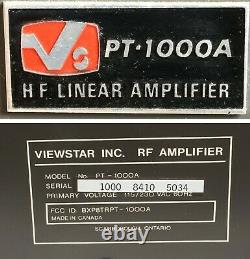 Vs PT·1000A
HF LINEAR AMPLIFIER
VIEWSTAR INC. RF AMPLIFIER
MODEL No. PT-1000A
SERIAL 1000 8410 5034
PRIMARY VOLTAGE 115/230 VAC 60Hz
FCC ID: BXP8TRPT-1000A
MADE IN CANADA
SCARBOROUGH, ONTARIO